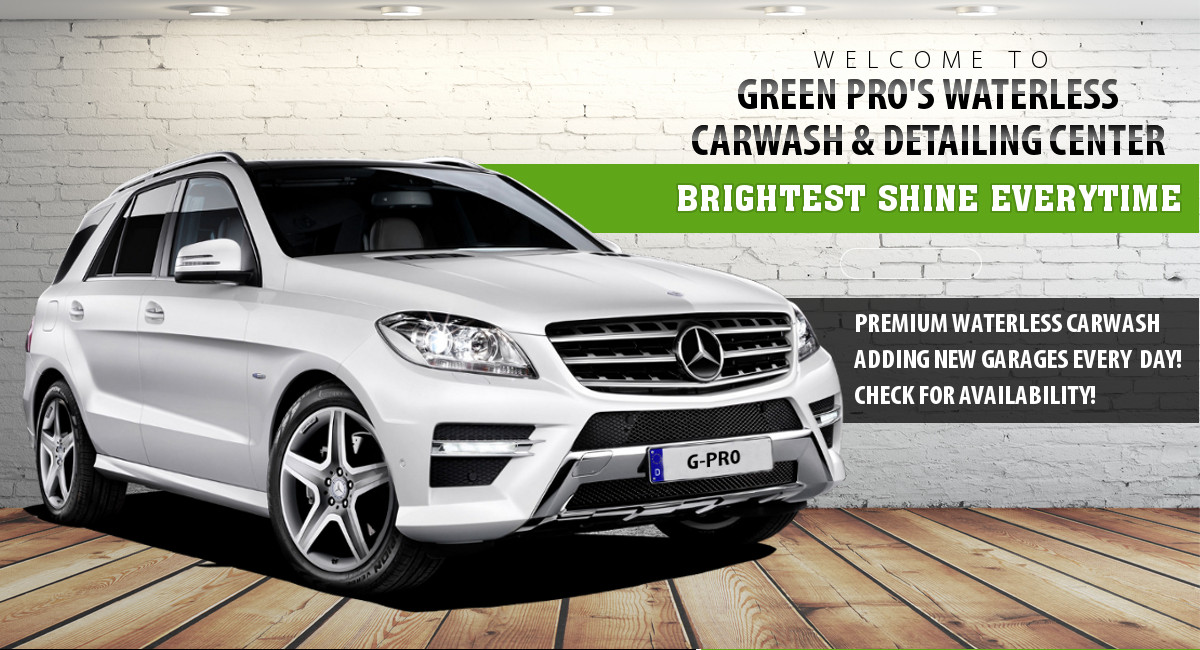 WELCOME TO
GREEN PRO'S WATERLESS
CARWASH & DETAILING CENTER
BRIGHTEST SHINE EVERYTIME
PREMIUM WATERLESS CARWASH
ADDING NEW GARAGES EVERY DAY!
CHECK FOR AVAILABILITY!
D
G-PRO